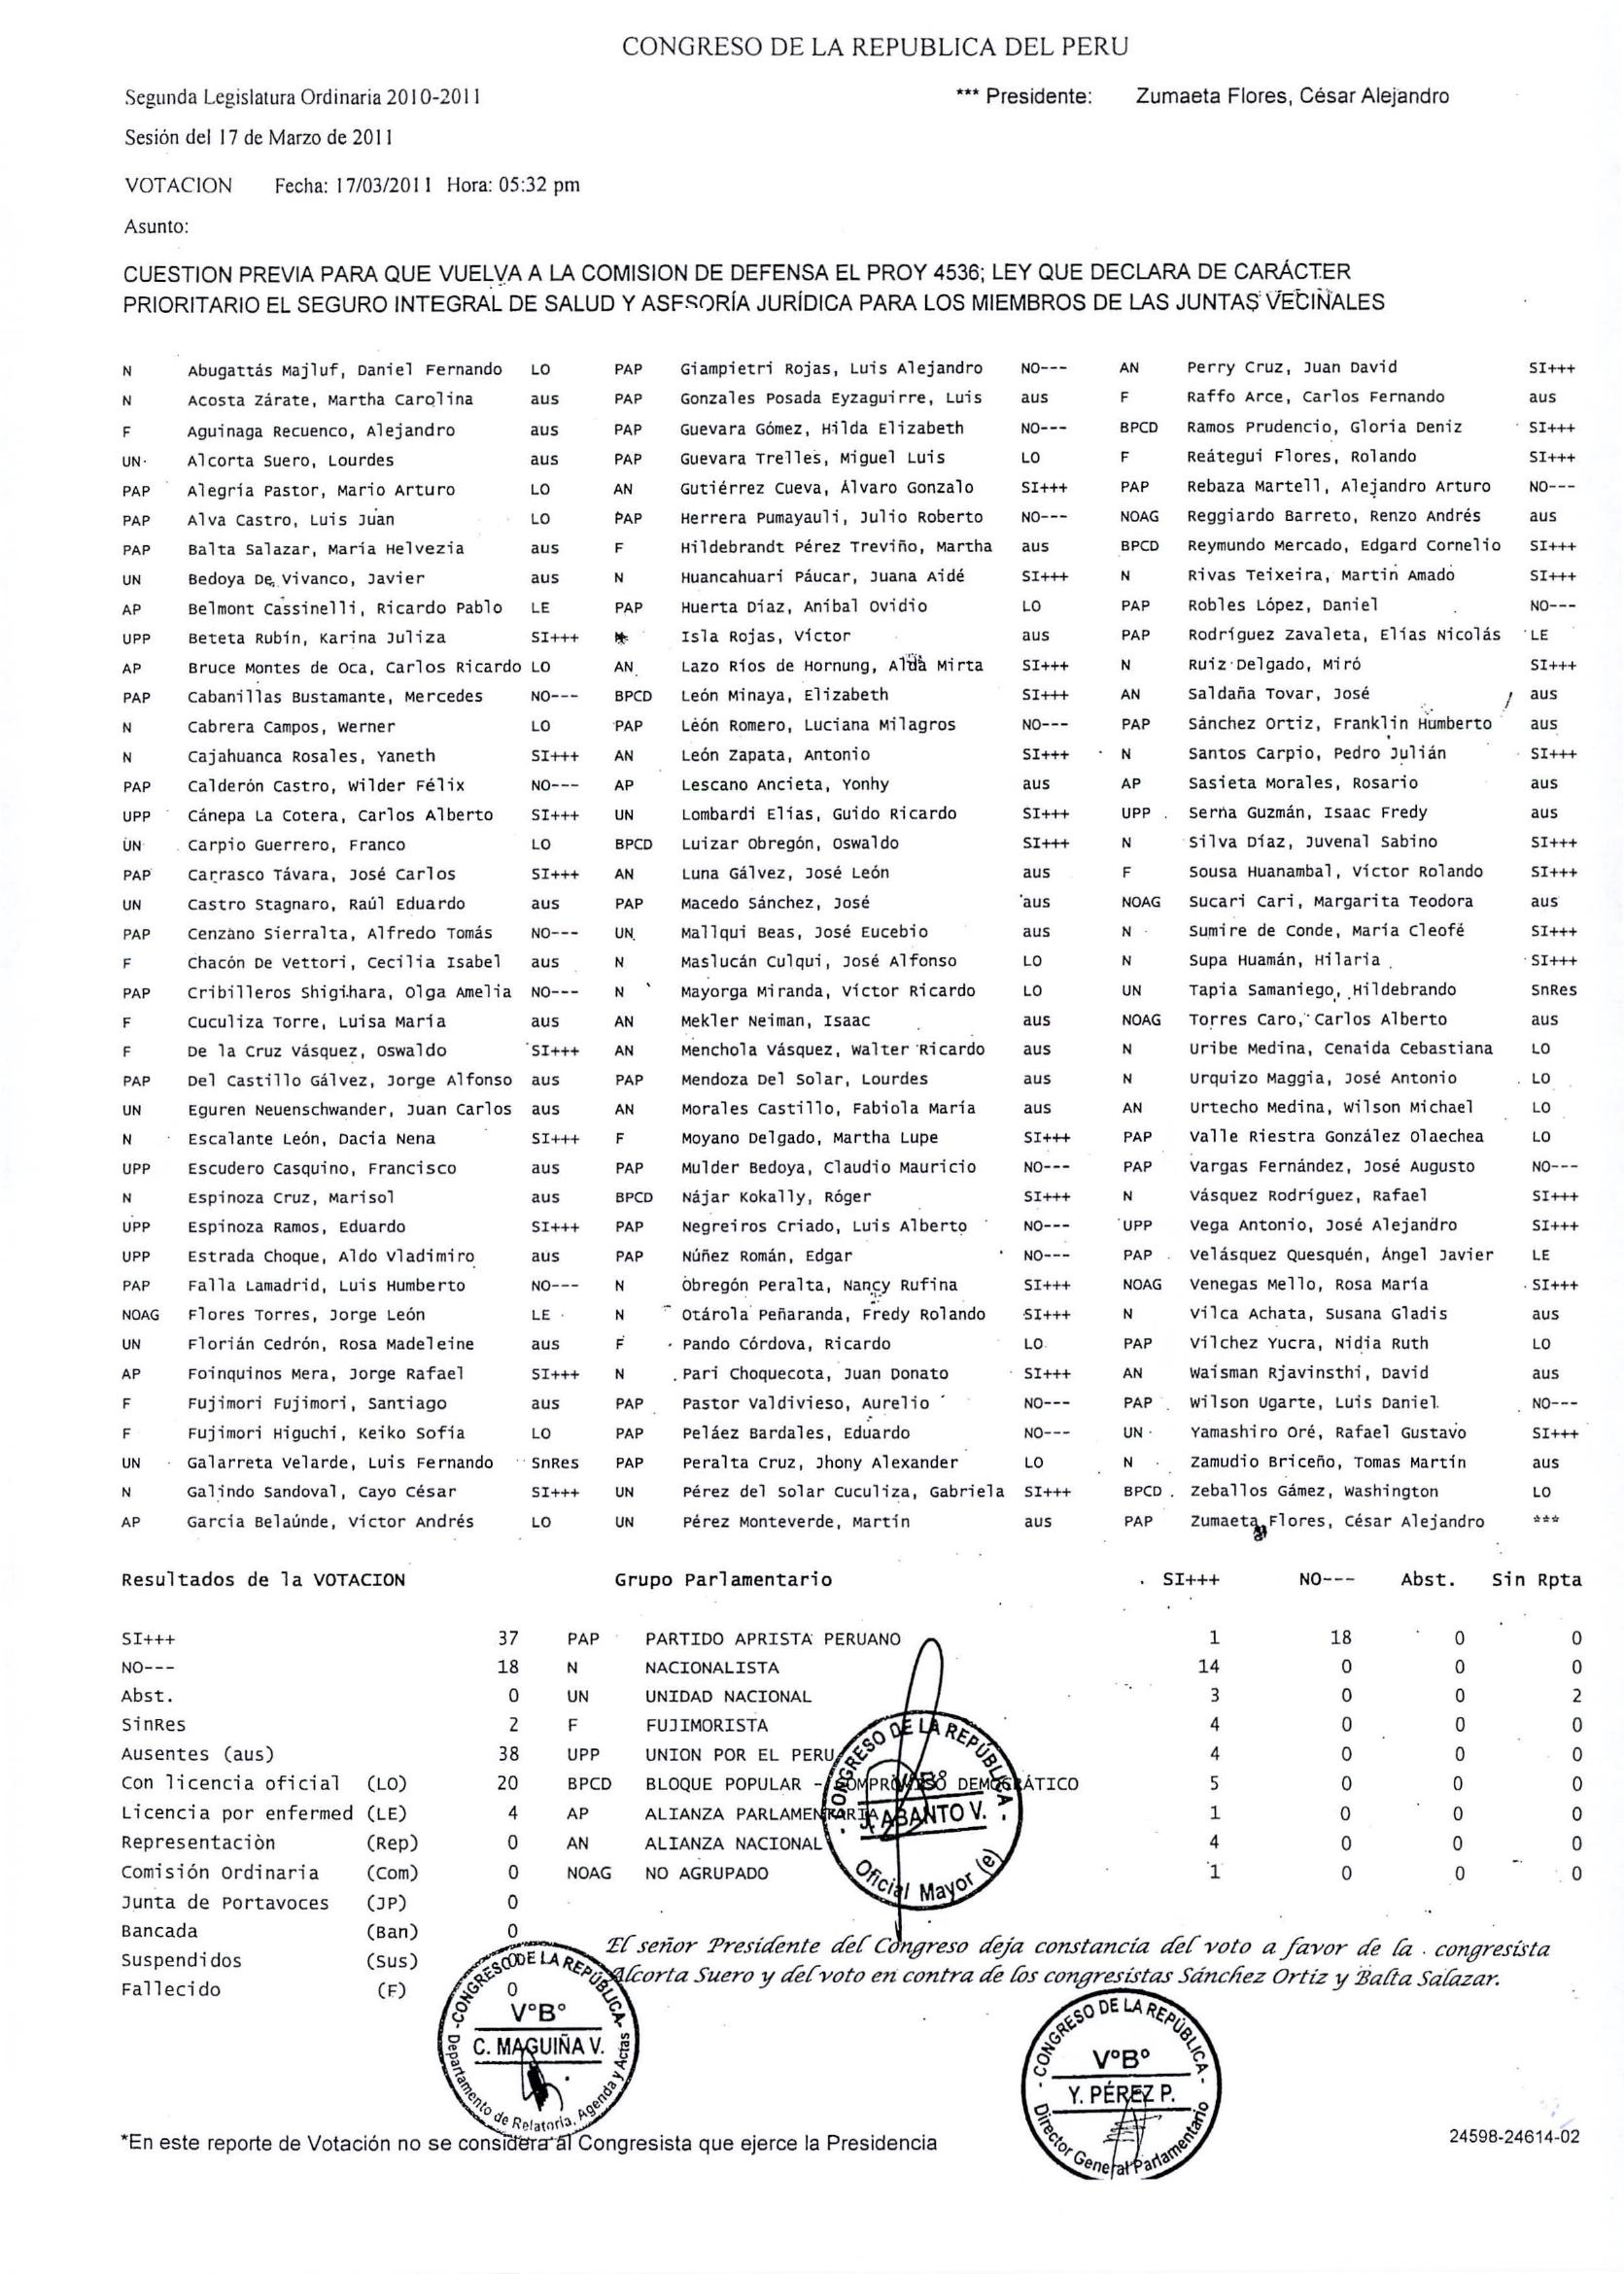 CONGRESO DE LA REPUBLICA DEL PERU
Segunda Legislatura Ordinaria 2010-2011 *** Presidente: Zumaeta Flores, César Alejandro
Sesión del 17 de Marzo de 2011
VOTACION Fecha: 17/03/2011 Hora: 05:32 pm
Asunto:
CUESTION PREVIA PARA QUE VUELVA A LA COMISION DE DEFENSA EL PROY 4536; LEY QUE DECLARA DE CARÁCTER
PRIORITARIO EL SEGURO INTEGRAL DE SALUD Y ASESORÍA JURÍDICA PARA LOS MIEMBROS DE LAS JUNTAS VECINALES
N Abugattás Majluf, Daniel Fernando LO PAP Giampietri Rojas, Luis Alejandro NO--- AN Perry Cruz, Juan David SI+++
N Acosta Zárate, Martha Carolina aus PAP Gonzales Posada Eyzaguirre, Luis aus F Raffo Arce, Carlos Fernando aus
F Aguinaga Recuenco, Alejandro aus PAP Guevara Gómez, Hilda Elizabeth NO--- BPCD Ramos Prudencio, Gloria Deniz SI+++
UN Alcorta Suero, Lourdes aus PAP Guevara Trelles, Miguel Luis LO F Reátegui Flores, Rolando SI+++
PAP Alegría Pastor, Mario Arturo LO AN Gutiérrez Cueva, Álvaro Gonzalo SI+++ PAP Rebaza Martell, Alejandro Arturo NO---
PAP Alva Castro, Luis Juan LO PAP Herrera Pumayauli, Julio Roberto NO--- NOAG Reggiardo Barreto, Renzo Andrés aus
PAP Balta Salazar, María Helvezia aus F Hildebrandt Pérez Treviño, Martha aus BPCD Reymundo Mercado, Edgard Cornelio SI+++
UN Bedoya De Vivanco, Javier aus N Huancahuari Páucar, Juana Aidé SI+++ N Rivas Teixeira, Martin Amado SI+++
AP Belmont Cassinelli, Ricardo Pablo LE PAP Huerta Díaz, Aníbal Ovidio LO PAP Robles López, Daniel NO---
UPP Beteta Rubín, Karina Juliza SI+++ Isla Rojas, Víctor aus PAP Rodríguez Zavaleta, Elías Nicolás LE
AP Bruce Montes de Oca, Carlos Ricardo LO AN Lazo Ríos de Hornung, Alda Mirta SI+++ N Ruiz Delgado, Miró SI+++
PAP Cabanillas Bustamante, Mercedes NO--- BPCD León Minaya, Elizabeth SI+++ AN Saldaña Tovar, José aus
N Cabrera Campos, Werner LO PAP León Romero, Luciana Milagros NO--- PAP Sánchez Ortiz, Franklin Humberto aus
N Cajahuanca Rosales, Yaneth SI+++ AN León Zapata, Antonio SI+++ N Santos Carpio, Pedro Julián SI+++
PAP Calderón Castro, Wilder Félix NO--- AP Lescano Ancieta, Yonhy aus AP Sasieta Morales, Rosario aus
UPP Cánepa La Cotera, Carlos Alberto SI+++ UN Lombardi Elías, Guido Ricardo SI+++ UPP Serna Guzmán, Isaac Fredy aus
UN Carpio Guerrero, Franco LO BPCD Luizar Obregón, Oswaldo SI+++ N Silva Díaz, Juvenal Sabino SI+++
PAP Carrasco Távara, José Carlos SI+++ AN Luna Gálvez, José León aus F Sousa Huanambal, Víctor Rolando SI+++
UN Castro Stagnaro, Raúl Eduardo aus PAP Macedo Sánchez, José aus NOAG Sucari Cari, Margarita Teodora aus
PAP Cenzano Sierralta, Alfredo Tomás NO--- UN Mallqui Beas, José Eucebio aus N Sumire de Conde, María Cleofé SI+++
F Chacón De Vettori, Cecilia Isabel aus N Maslucán Culqui, José Alfonso LO N Supa Huamán, Hilaria SI+++
PAP Cribilleros Shigihara, Olga Amelia NO--- N Mayorga Miranda, Víctor Ricardo LO UN Tapia Samaniego, Hildebrando SnRes
F Cuculiza Torre, Luisa María aus AN Mekler Neiman, Isaac aus NOAG Torres Caro, Carlos Alberto aus
F De la Cruz Vásquez, Oswaldo SI+++ AN Menchola Vásquez, Walter Ricardo aus N Uribe Medina, Cenaida Cebastiana LO
PAP Del Castillo Gálvez, Jorge Alfonso aus PAP Mendoza Del Solar, Lourdes aus N Urquizo Maggia, José Antonio LO
UN Eguren Neuenschwander, Juan Carlos aus AN Morales Castillo, Fabiola María aus AN Urtecho Medina, Wilson Michael LO
N Escalante León, Dacia Nena SI+++ F Moyano Delgado, Martha Lupe SI+++ PAP Valle Riestra González Olaechea LO
UPP Escudero Casquino, Francisco aus PAP Mulder Bedoya, Claudio Mauricio NO--- PAP Vargas Fernández, José Augusto NO---
N Espinoza Cruz, Marisol aus BPCD Nájar Kokally, Róger SI+++ N Vásquez Rodríguez, Rafael SI+++
UPP Espinoza Ramos, Eduardo SI+++ PAP Negreiros Criado, Luis Alberto NO--- UPP Vega Antonio, José Alejandro SI+++
UPP Estrada Choque, Aldo Vladimiro aus PAP Núñez Román, Edgar NO--- PAP Velásquez Quesquén, Ángel Javier LE
PAP Falla Lamadrid, Luis Humberto NO--- N Obregón Peralta, Nancy Rufina SI+++ NOAG Venegas Mello, Rosa María SI+++
NOAG Flores Torres, Jorge León LE N Otárola Peñaranda, Fredy Rolando SI+++ N Vilca Achata, Susana Gladis aus
UN Florián Cedrón, Rosa Madeleine aus F Pando Córdova, Ricardo LO PAP Vílchez Yucra, Nidia Ruth LO
AP Foinquinos Mera, Jorge Rafael SI+++ N Pari Choquecota, Juan Donato SI+++ AN Waisman Rjavinsthi, David aus
F Fujimori Fujimori, Santiago aus PAP Pastor Valdivieso, Aurelio NO--- PAP Wilson Ugarte, Luis Daniel NO---
F Fujimori Higuchi, Keiko Sofía LO PAP Peláez Bardales, Eduardo NO--- UN Yamashiro Oré, Rafael Gustavo SI+++
UN Galarreta Velarde, Luis Fernando SnRes PAP Peralta Cruz, Jhony Alexander LO N Zamudio Briceño, Tomas Martín aus
N Galindo Sandoval, Cayo César SI+++ UN Pérez del Solar Cuculiza, Gabriela SI+++ BPCD Zeballos Gámez, Washington LO
AP García Belaúnde, Víctor Andrés LO UN Pérez Monteverde, Martín aus PAP Zumaeta Flores, César Alejandro ***
Resultados de la VOTACION Grupo Parlamentario SI+++ NO--- Abst. Sin Rpta
SI+++ 37 PAP PARTIDO APRISTA PERUANO 1 18 0 0
NO--- 18 N NACIONALISTA 14 0 0 0
Abst. 0 UN UNIDAD NACIONAL 3 0 0 2
SinRes 2 F FUJIMORISTA 4 0 0 0
Ausentes (aus) 38 UPP UNION POR EL PERU 4 0 0 0
Con licencia oficial (LO) 20 BPCD BLOQUE POPULAR - COMPROMISO DEMOCRÁTICO 5 0 0 0
Licencia por enfermed (LE) 4 AP ALIANZA PARLAMENTARIA 1 0 0 0
Representación (Rep) 0 AN ALIANZA NACIONAL 4 0 0 0
Comisión Ordinaria (Com) 0 NOAG NO AGRUPADO 1 0 0 0
Junta de Portavoces (JP) 0
Bancada (Ban) 0
Suspendidos (Sus)
Fallecido (F) 0
CONGRESO DE LA REPÚBLICA
V°B°
J. ABANTO V.
Oficial Mayor (e)
El señor Presidente del Congreso deja constancia del voto a favor de la congresista
Alcorta Suero y del voto en contra de los congresistas Sánchez Ortiz y Balta Salazar.
CONGRESO DE LA REPÚBLICA
V°B°
C. MAGUIÑA V.
Departamento de Relatoría, Agenda y Actas
CONGRESO DE LA REPÚBLICA
V°B°
Y. PÉREZ P.
Director General Parlamentario
*En este reporte de Votación no se considera al Congresista que ejerce la Presidencia
24598-24614-02